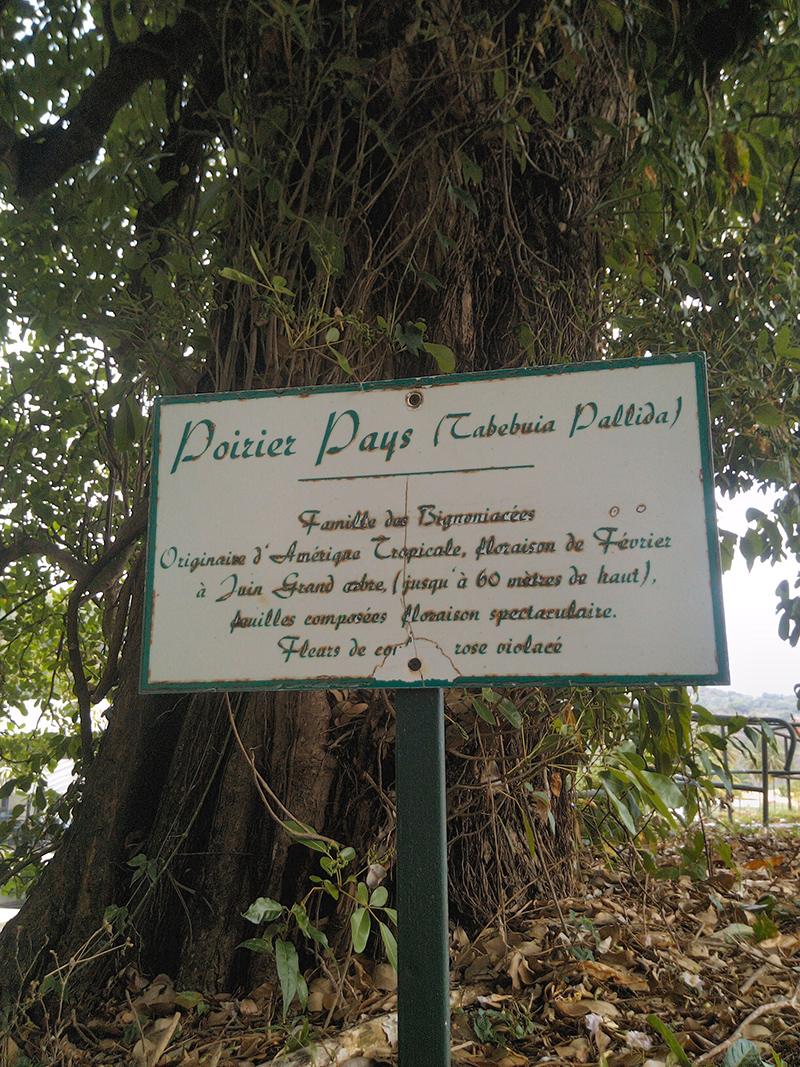 Poirier Pays (Tabebuia Pallida)
Famille des Bignoniacées
Originaire d'Amérique Tropicale, floraison de Février
à Juin Grand arbre, (jusqu'à 60 mètres de haut),
feuilles composées floraison spectaculaire.
Fleurs de rose violacé